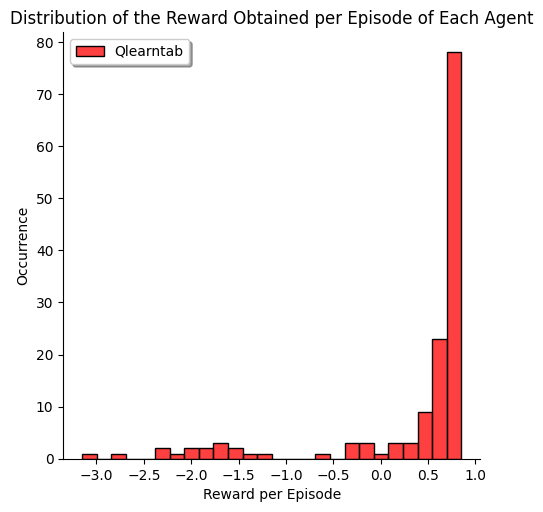 Distribution of the Reward Obtained per Episode of Each Agent
Qlearntab
80
70
60
50
40
30
20
10
0
Occurrence
−3.0 −2.5 −2.0 −1.5 −1.0 −0.5 0.0 0.5 1.0
Reward per Episode